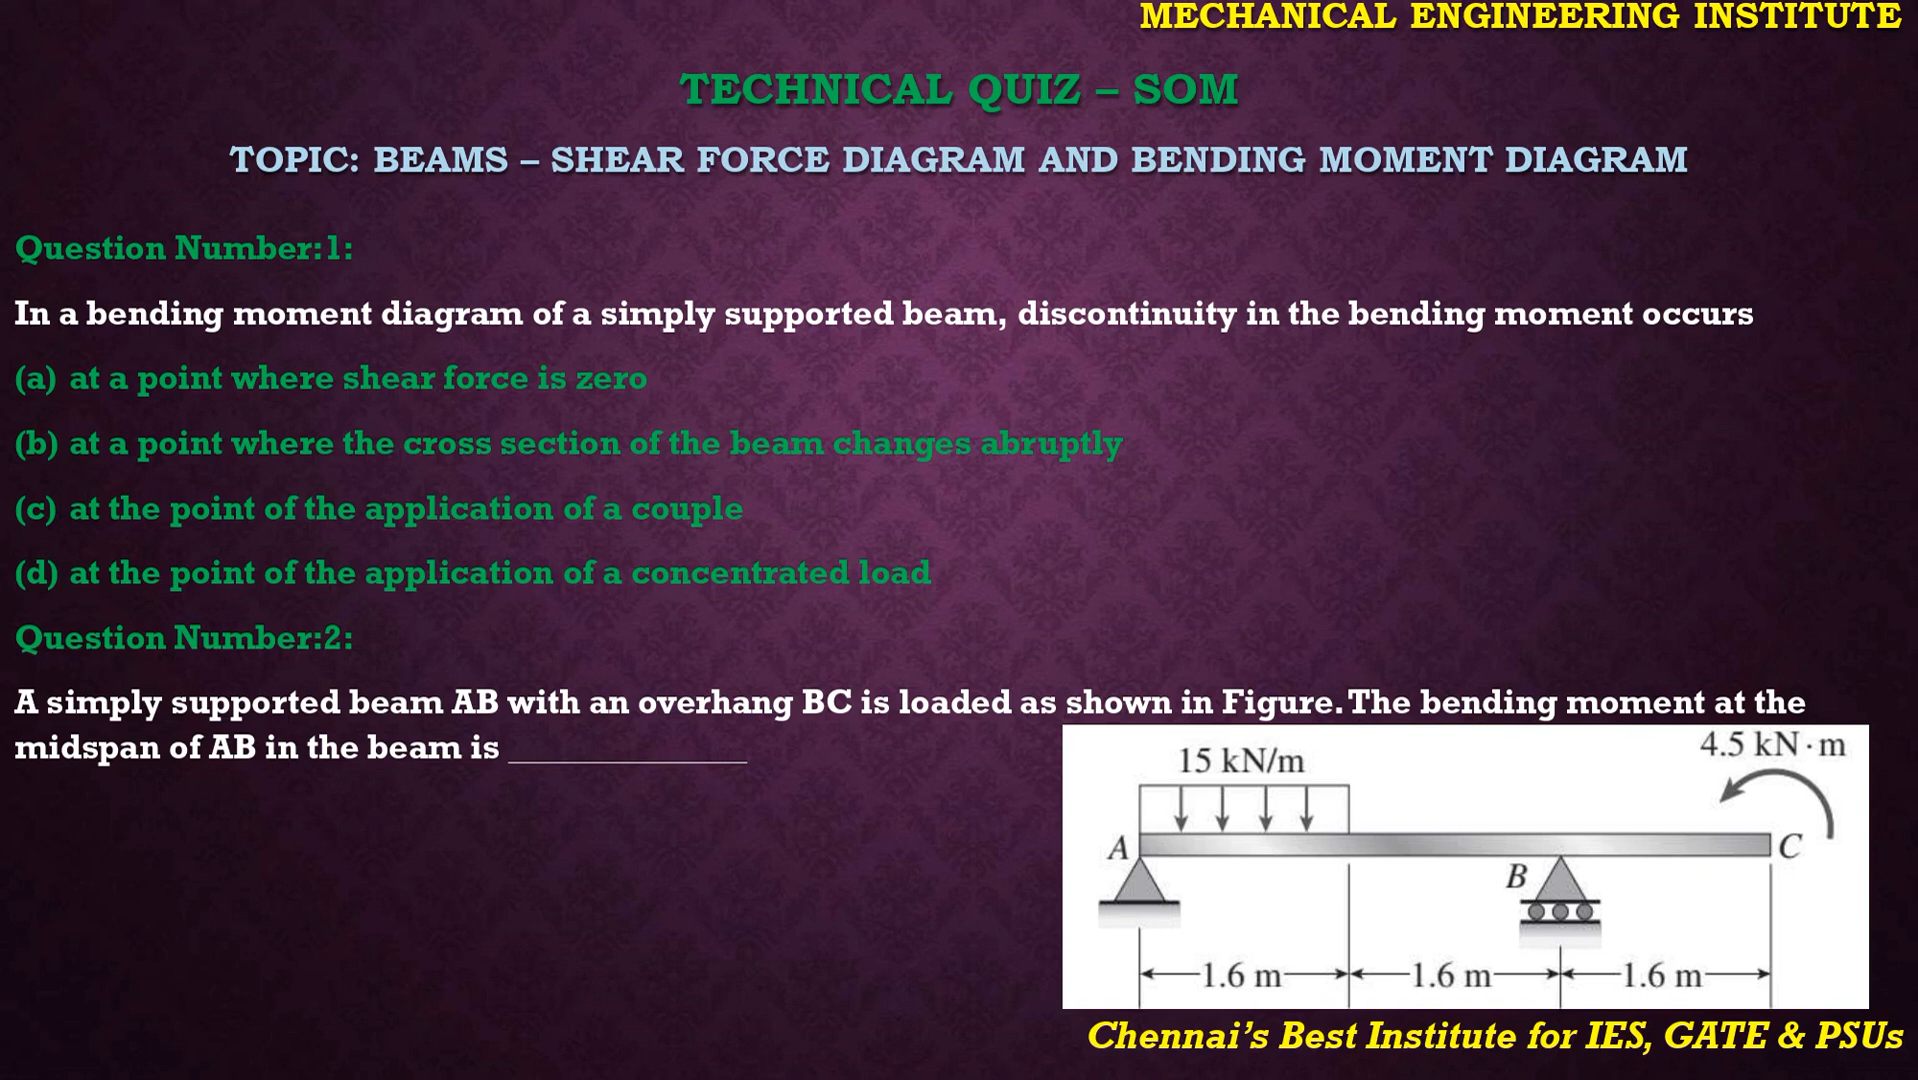 MECHANICAL ENGINEERING INSTITUTE
TECHNICAL QUIZ – SOM
TOPIC: BEAMS – SHEAR FORCE DIAGRAM AND BENDING MOMENT DIAGRAM
Question Number:1:
In a bending moment diagram of a simply supported beam, discontinuity in the bending moment occurs
(a) at a point where shear force is zero
(b) at a point where the cross section of the beam changes abruptly
(c) at the point of the application of a couple
(d) at the point of the application of a concentrated load
Question Number:2:
A simply supported beam AB with an overhang BC is loaded as shown in Figure. The bending moment at the
midspan of AB in the beam is ______________
4.5 kN·m
15 kN/m
A
C
B
1.6 m 1.6 m 1.6 m
Chennai’s Best Institute for IES, GATE & PSUs